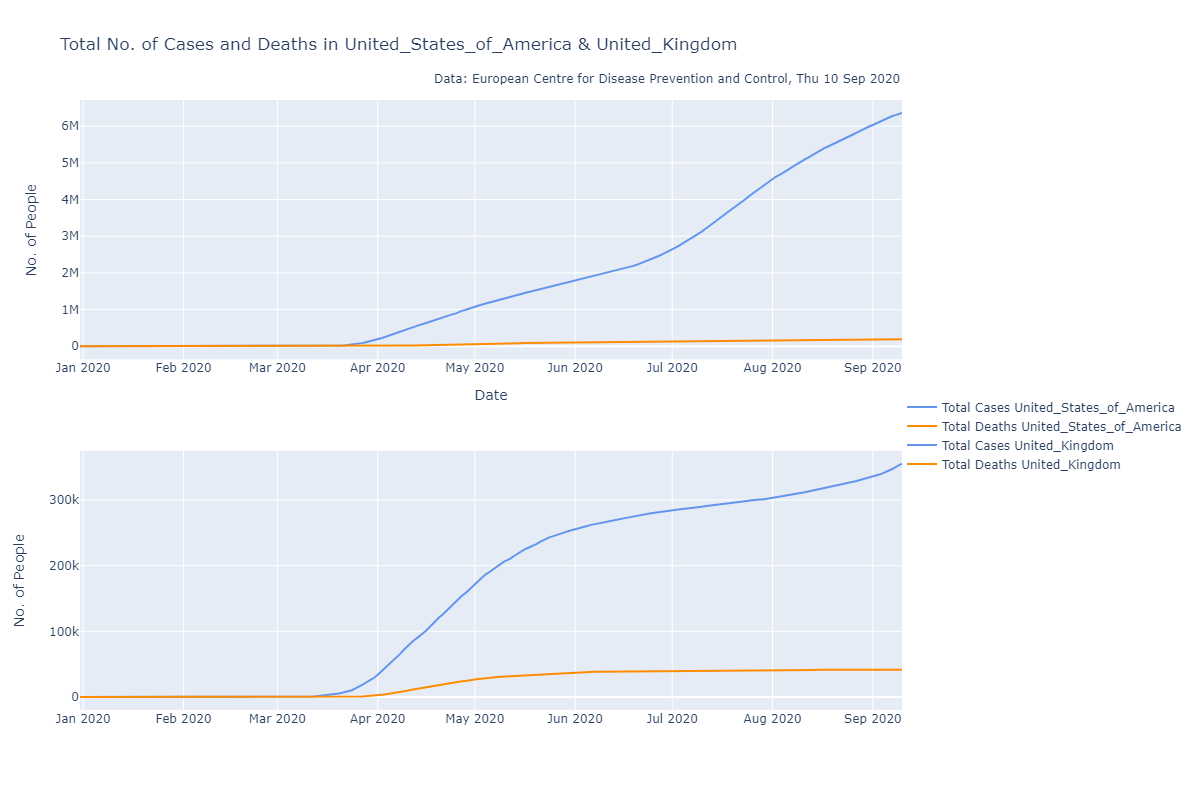 Total No. of Cases and Deaths in United_States_of_America & United_Kingdom
Data: European Centre for Disease Prevention and Control, Thu 10 Sep 2020
No. of People
6M
5M
4M
3M
2M
1M
0
Jan 2020 Feb 2020 Mar 2020 Apr 2020 May 2020 Jun 2020 Jul 2020 Aug 2020 Sep 2020
Date
Total Cases United_States_of_America
Total Deaths United_States_of_America
Total Cases United_Kingdom
Total Deaths United_Kingdom
No. of People
300k
200k
100k
0
Jan 2020 Feb 2020 Mar 2020 Apr 2020 May 2020 Jun 2020 Jul 2020 Aug 2020 Sep 2020